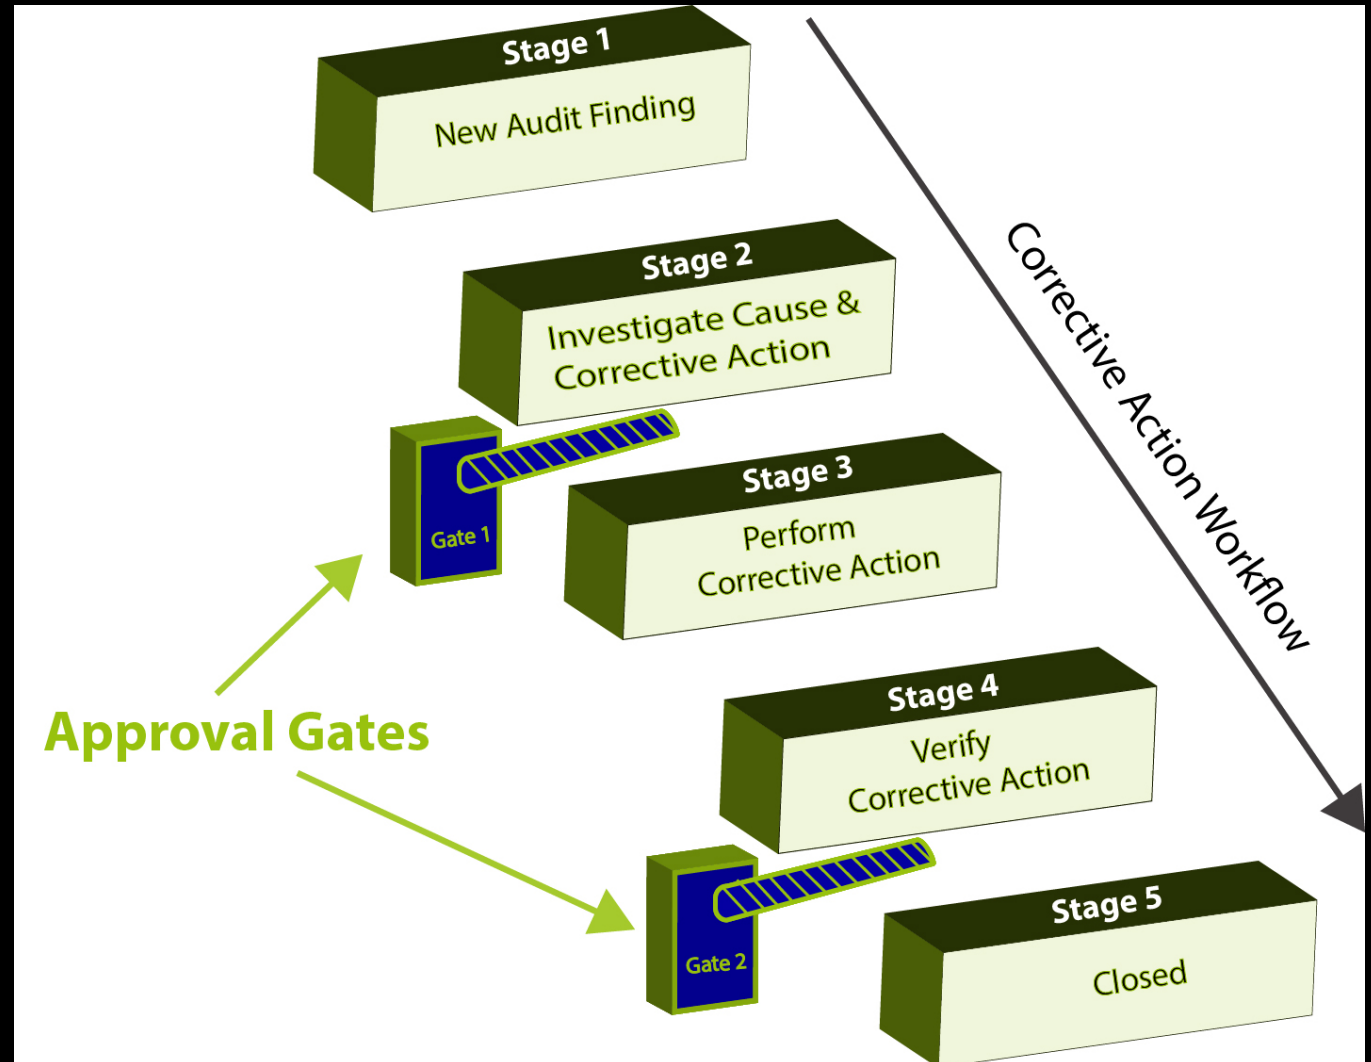 Stage 1
New Audit Finding
Stage 2
Investigate Cause &
Corrective Action
Gate 1
Stage 3
Perform
Corrective Action
Corrective Action Workflow
Approval Gates
Stage 4
Verify
Corrective Action
Gate 2
Stage 5
Closed